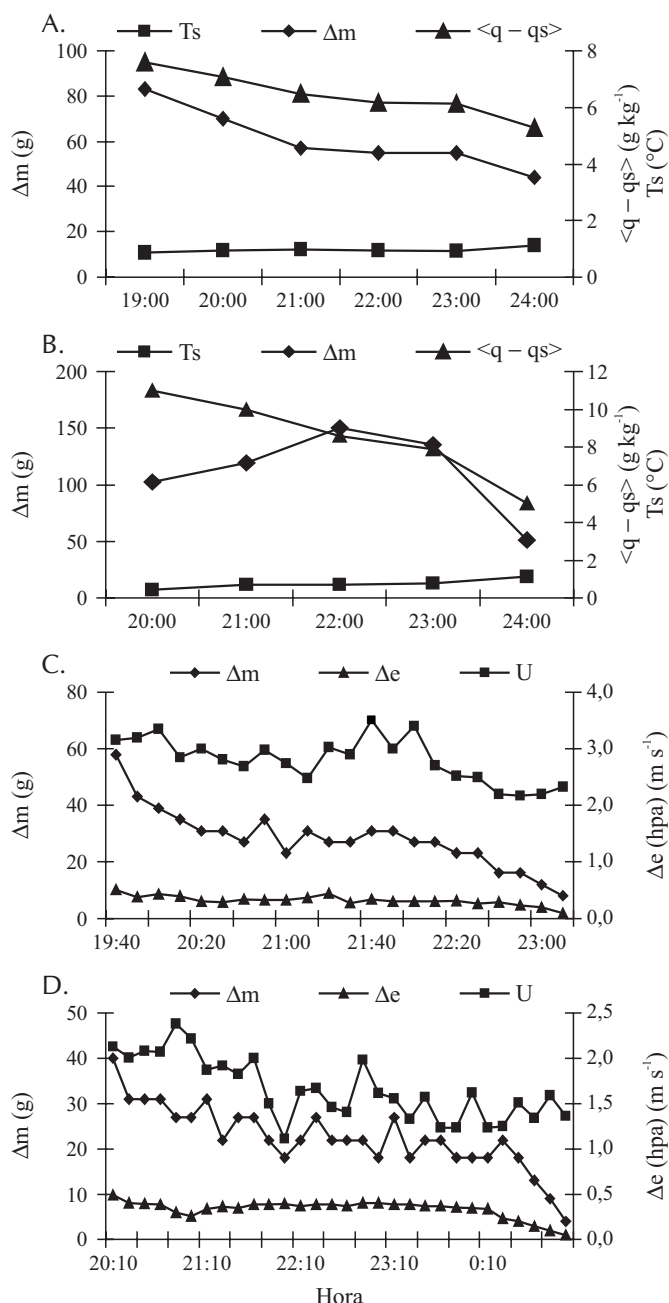 A.
Ts Δm <q – qs>
100
80
60
40
20
0
Δm (g)
8
6
4
2
0
<q – qs> (g kg⁻¹)
Ts (°C)
19:00 20:00 21:00 22:00 23:00 24:00
B.
Ts Δm <q – qs>
200
150
100
50
0
Δm (g)
12
10
8
6
4
2
0
<q – qs> (g kg⁻¹)
Ts (°C)
20:00 21:00 22:00 23:00 24:00
C.
Δm Δe U
80
60
40
20
0
Δm (g)
4,0
3,0
2,0
1,0
0,0
Δe (hpa) (m s⁻¹)
19:40 20:20 21:00 21:40 22:20 23:00
D.
Δm Δe U
50
40
30
20
10
0
Δm (g)
2,5
2,0
1,5
1,0
0,5
0,0
Δe (hpa) (m s⁻¹)
20:10 21:10 22:10 23:10 0:10
Hora